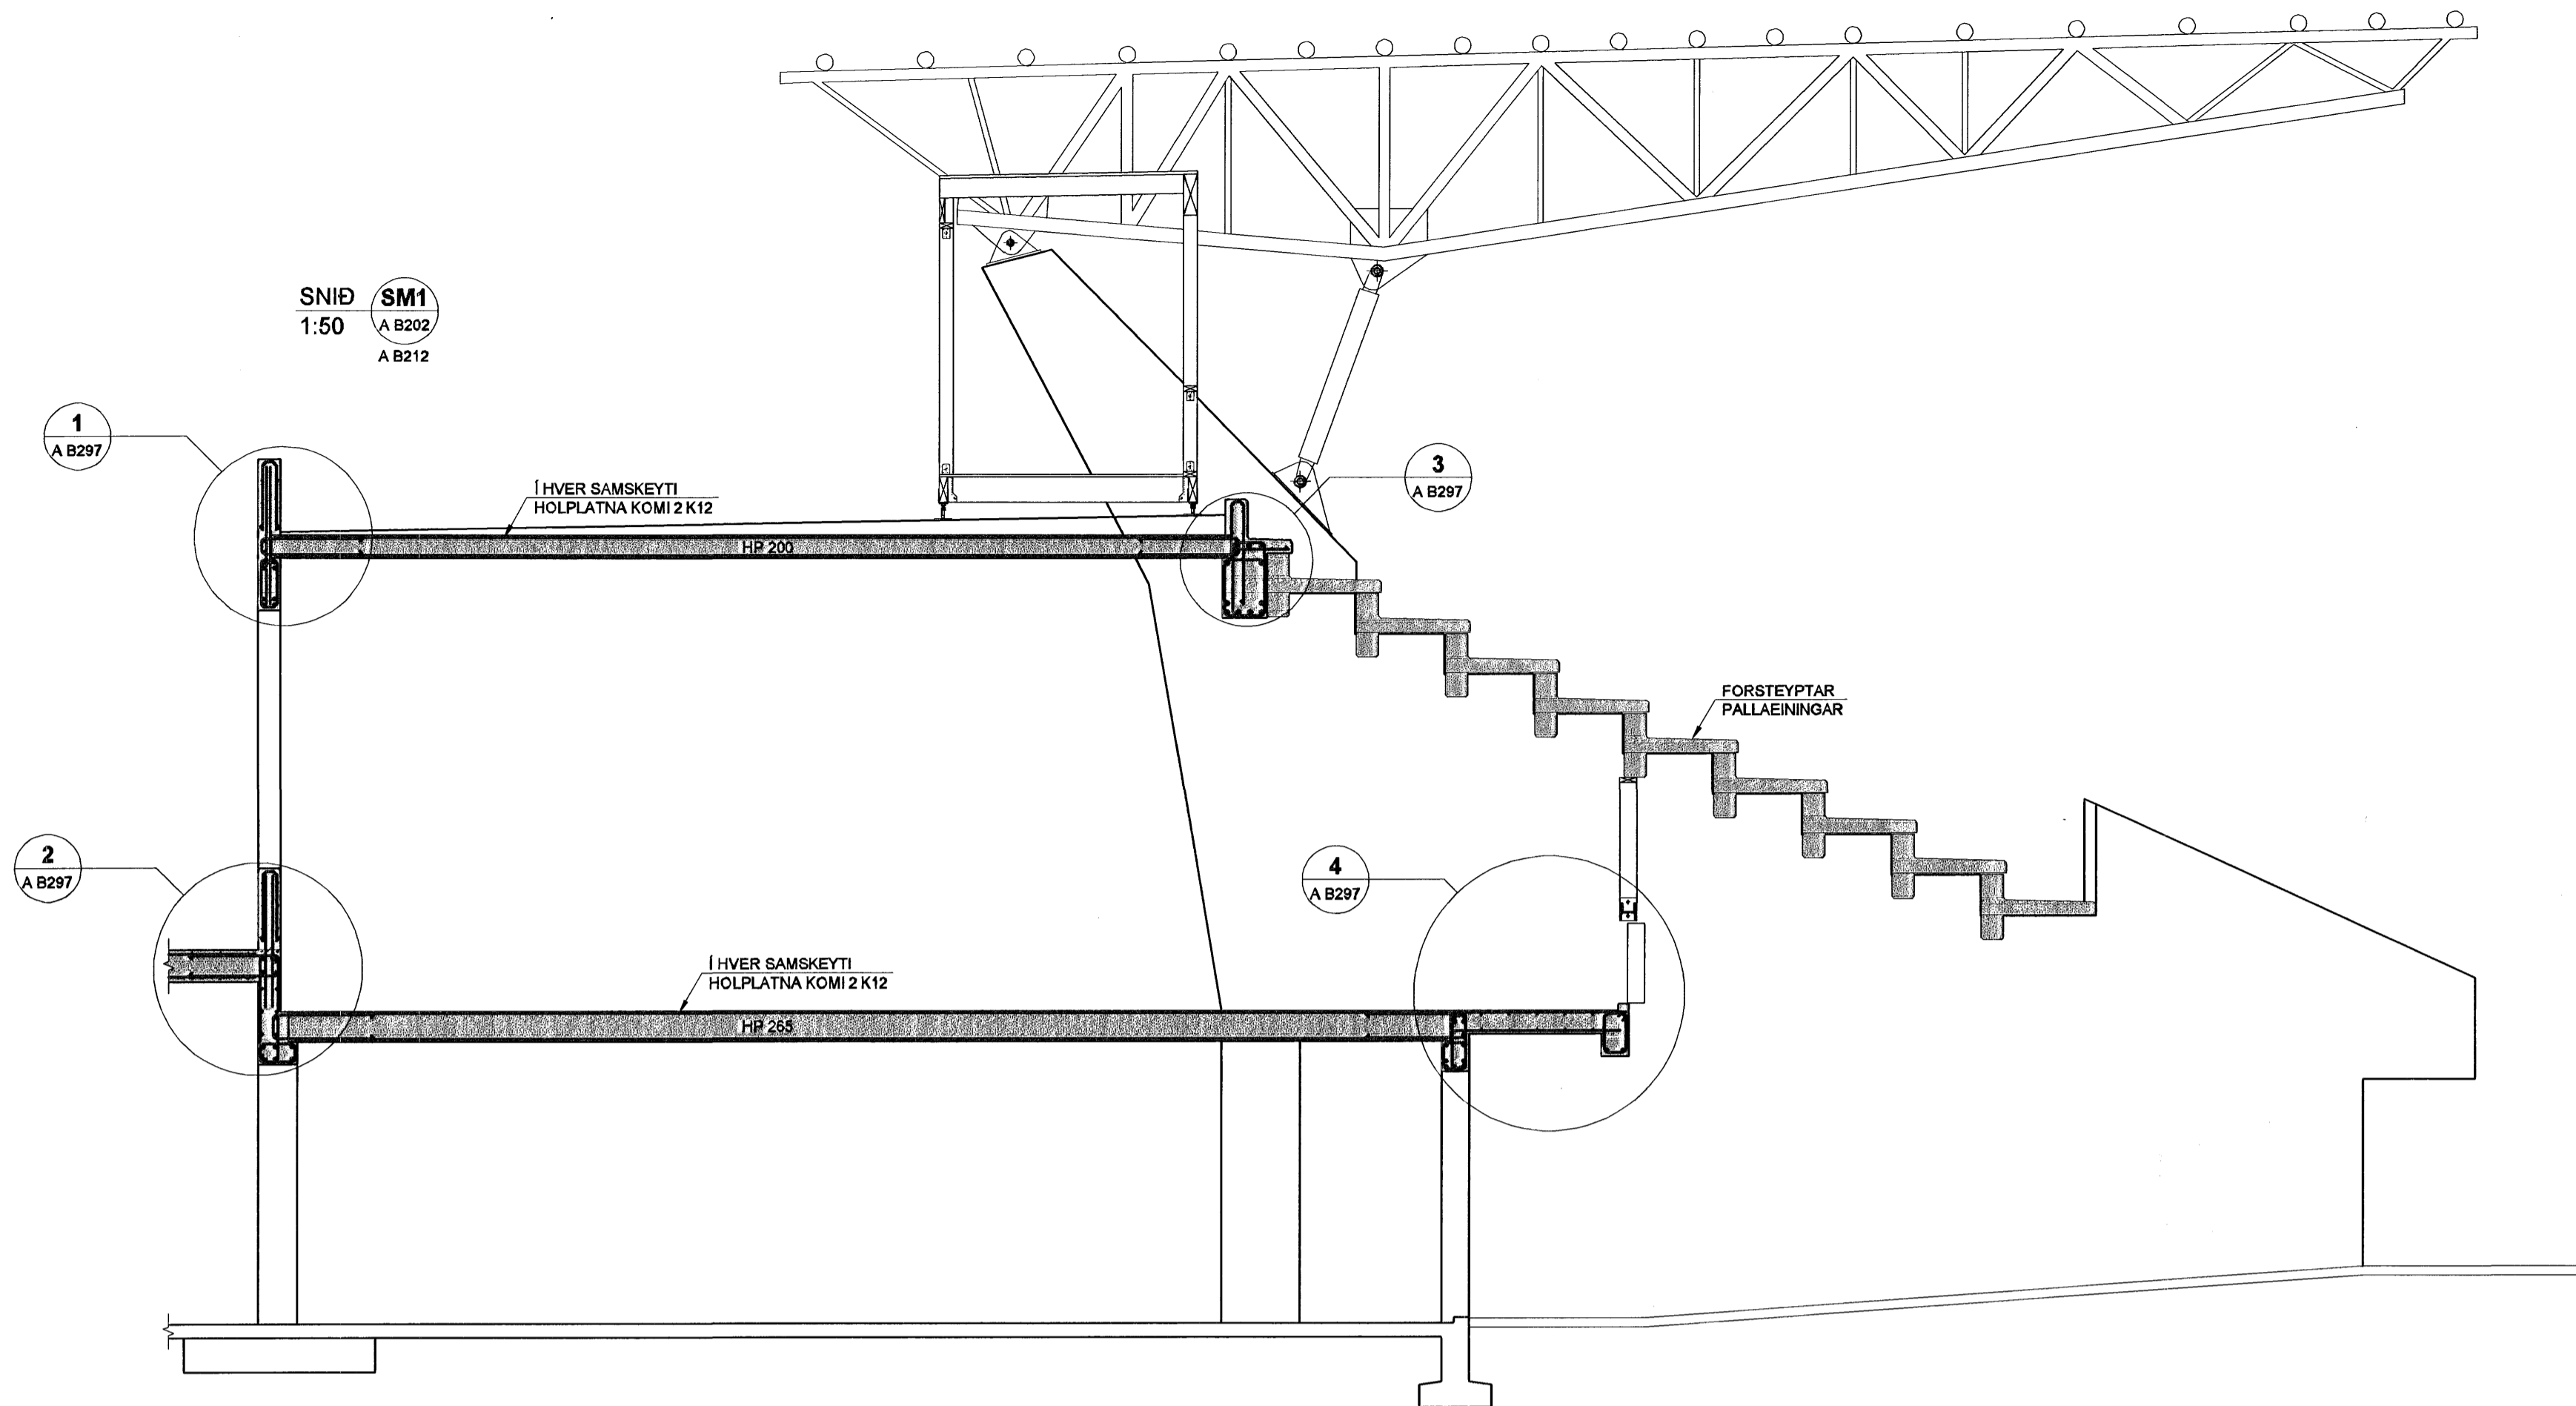 SNIÐ SM1
1:50 A B202
A B212
1
A B297
Í HVER SAMSKEYTI
HOLPLATNA KOMI 2 K12
3
A B297
HP 200
FORSTEYPTAR
PALLAEININGAR
2
A B297
4
A B297
Í HVER SAMSKEYTI
HOLPLATNA KOMI 2 K12
HP 265